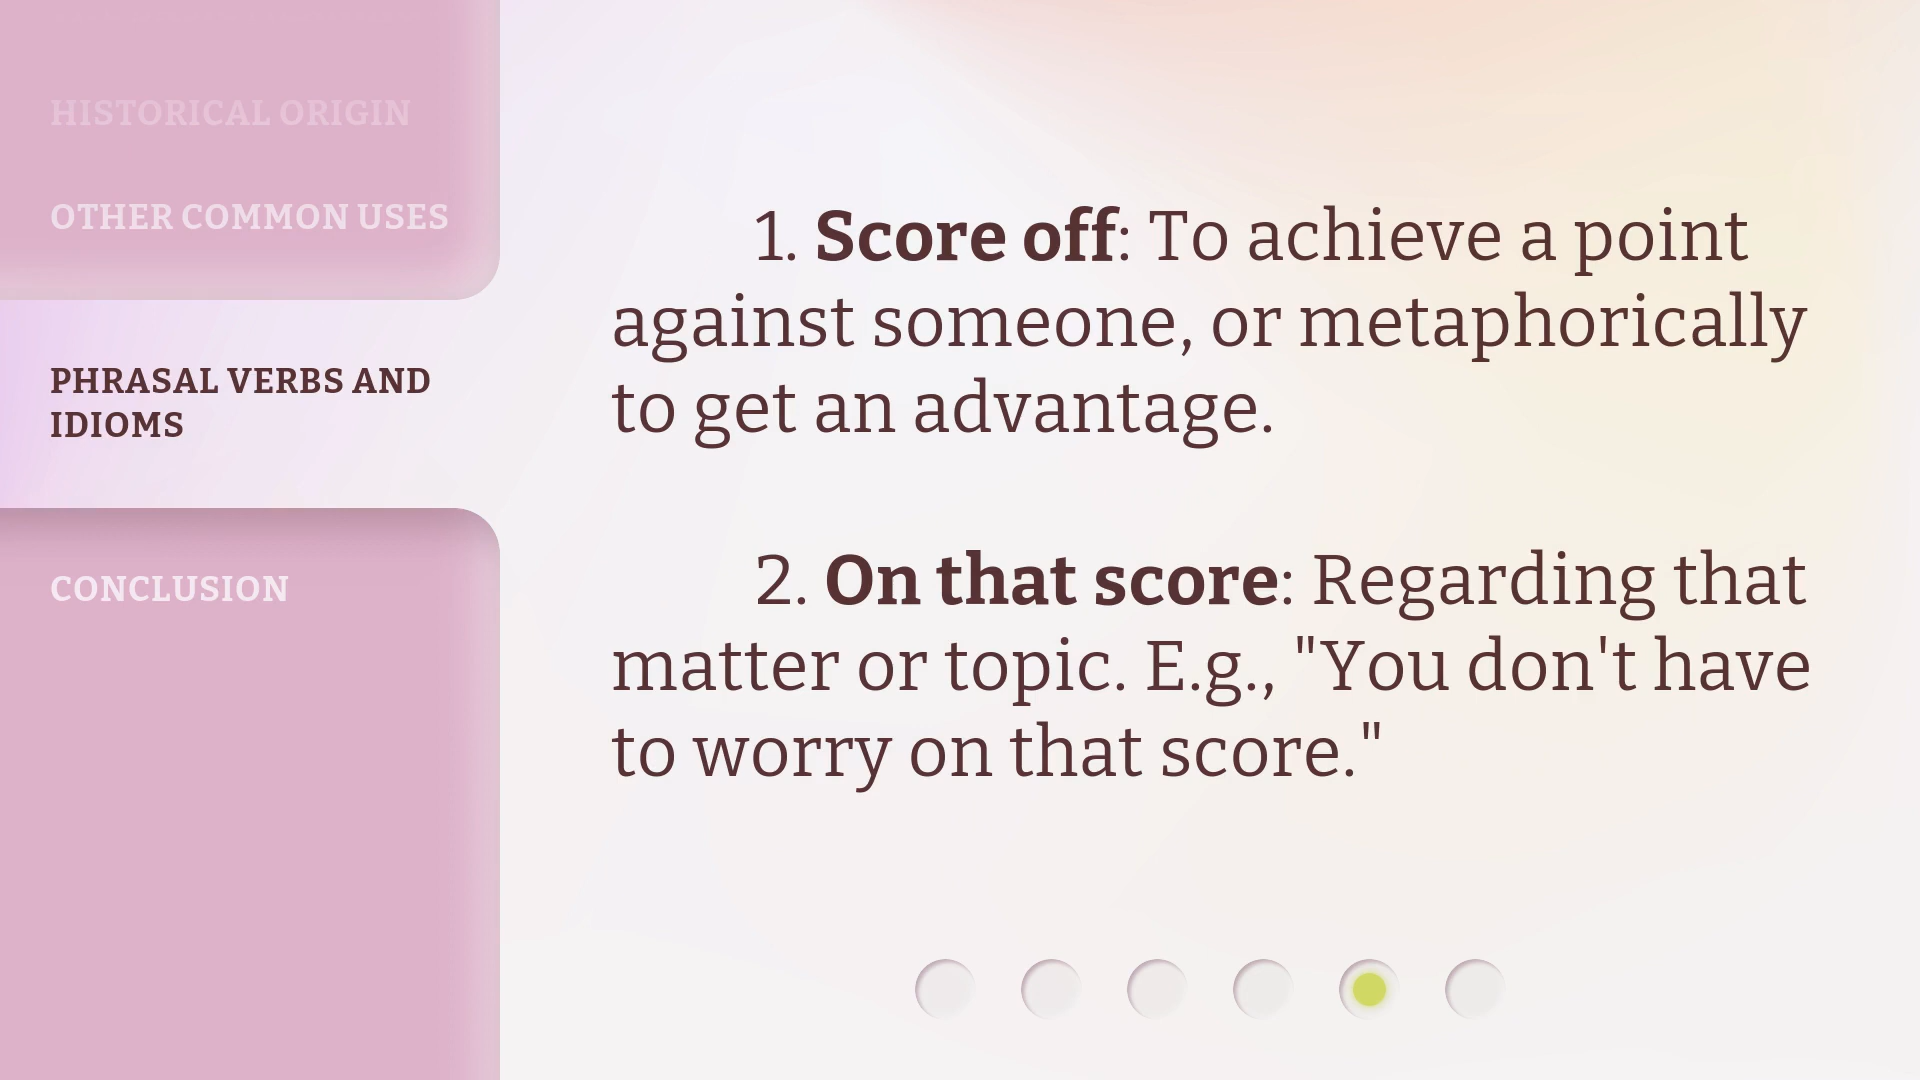 HISTORICAL ORIGIN
OTHER COMMON USES
PHRASAL VERBS AND
IDIOMS
CONCLUSION
1. Score off: To achieve a point
against someone, or metaphorically
to get an advantage.
2. On that score: Regarding that
matter or topic. E.g., "You don't have
to worry on that score."